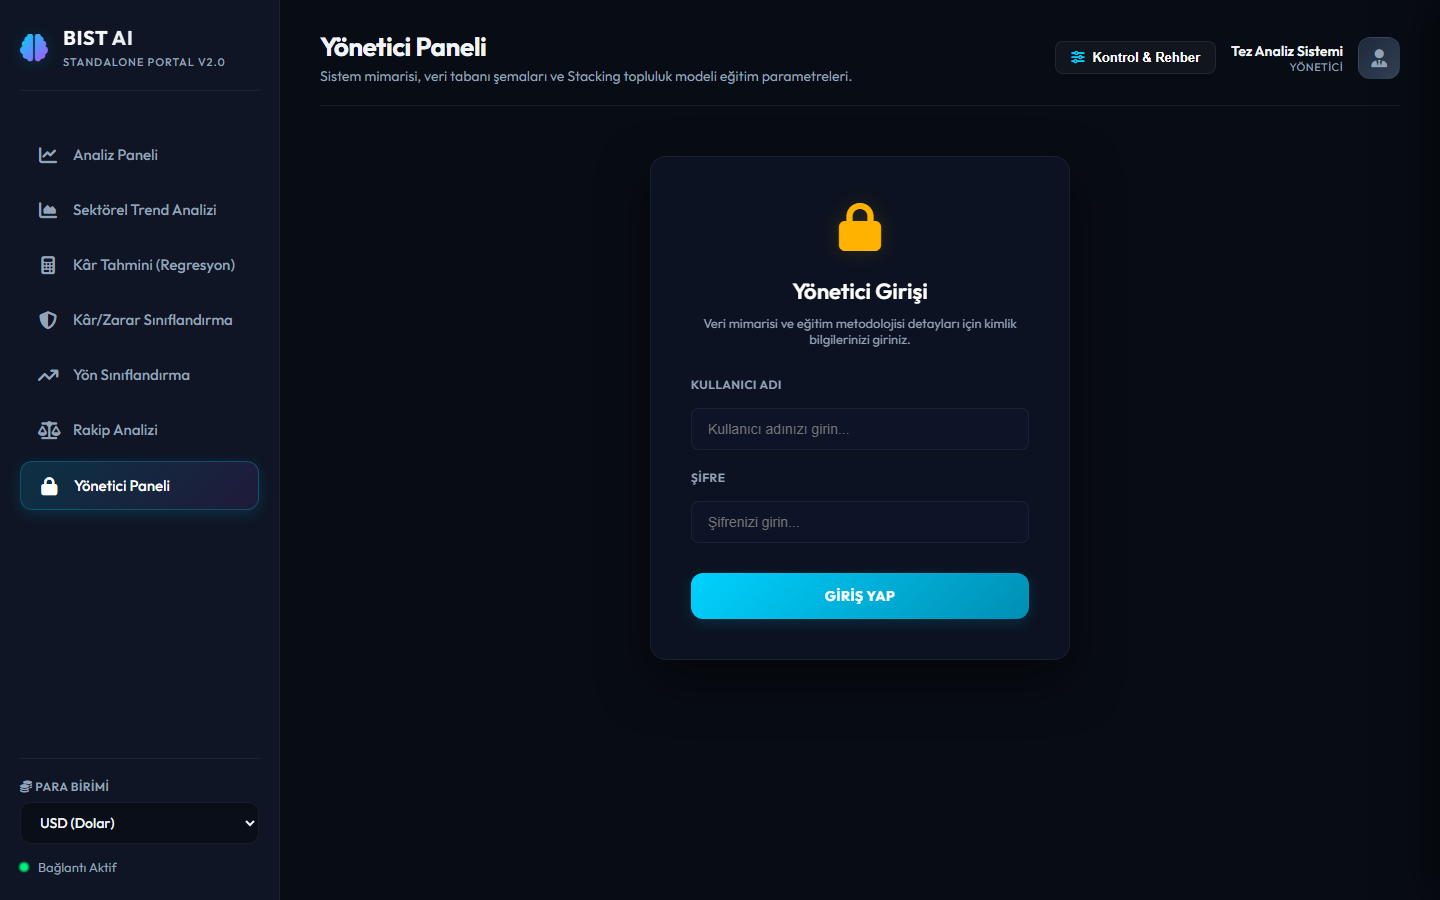 BIST AI
STANDALONE PORTAL V2.0
Analiz Paneli
Sektörel Trend Analizi
Kâr Tahmini (Regresyon)
Kâr/Zarar Sınıflandırma
Yön Sınıflandırma
Rakip Analizi
Yönetici Paneli
PARA BİRİMİ
USD (Dolar)
Bağlantı Aktif
Yönetici Paneli
Sistem mimarisi, veri tabanı şemaları ve Stacking topluluk modeli eğitim parametreleri.
Kontrol & Rehber
Tez Analiz Sistemi
YÖNETİCİ
Yönetici Girişi
Veri mimarisi ve eğitim metodolojisi detayları için kimlik
bilgilerinizi giriniz.
KULLANICI ADI
Kullanıcı adınızı girin...
ŞİFRE
Şifrenizi girin...
GİRİŞ YAP